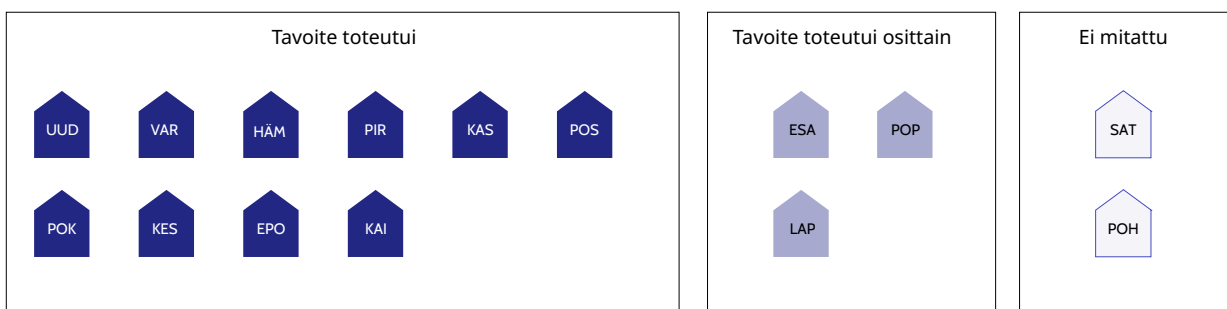 Tavoite toteutui
UUD VAR HÄM PIR KAS POS
POK KES EPO KAI
Tavoite toteutui osittain
ESA POP
LAP
Ei mitattu
SAT
POH